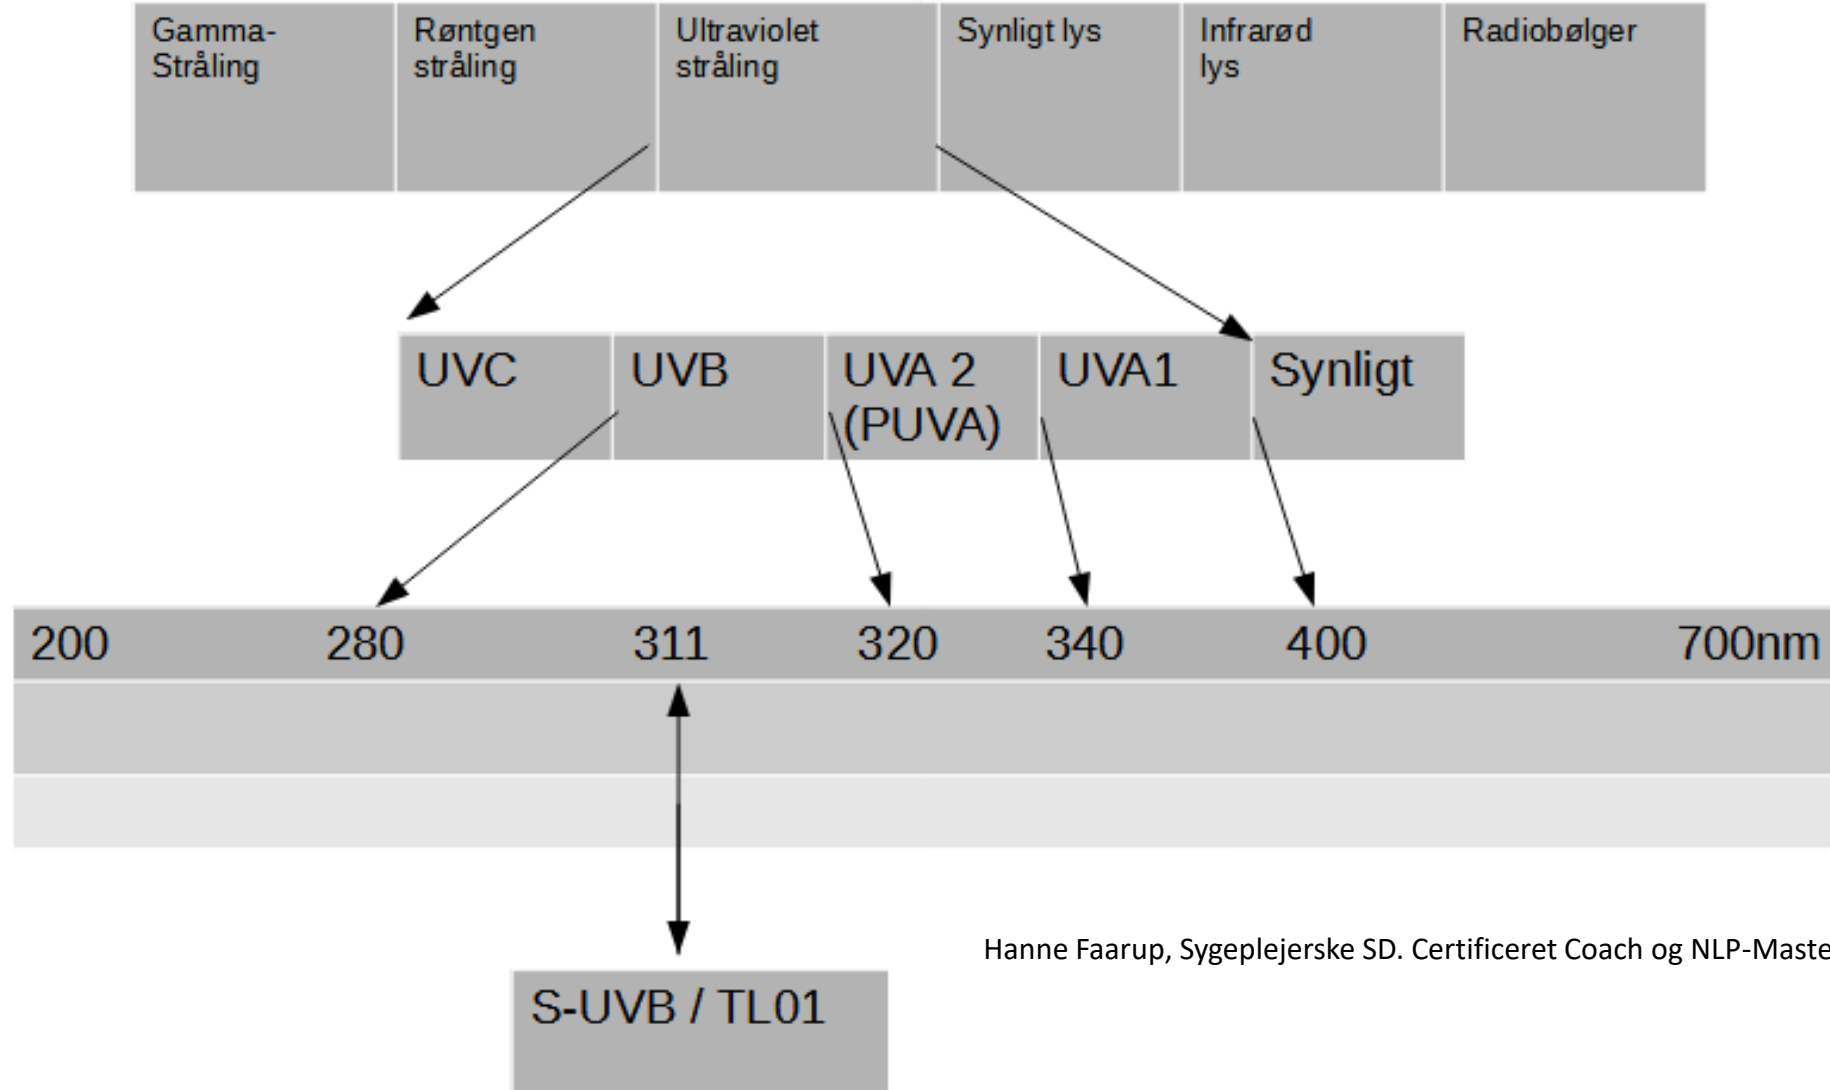 Gamma-
Stråling
Røntgen
stråling
Ultraviolet
stråling
Synligt lys
Infrarød
lys
Radiobølger
UVC
UVB
UVA 2
(PUVA)
UVA1
Synligt
200 280 311 320 340 400 700nm
Hanne Faarup, Sygeplejerske SD. Certificeret Coach og NLP-Maste
S-UVB / TL01